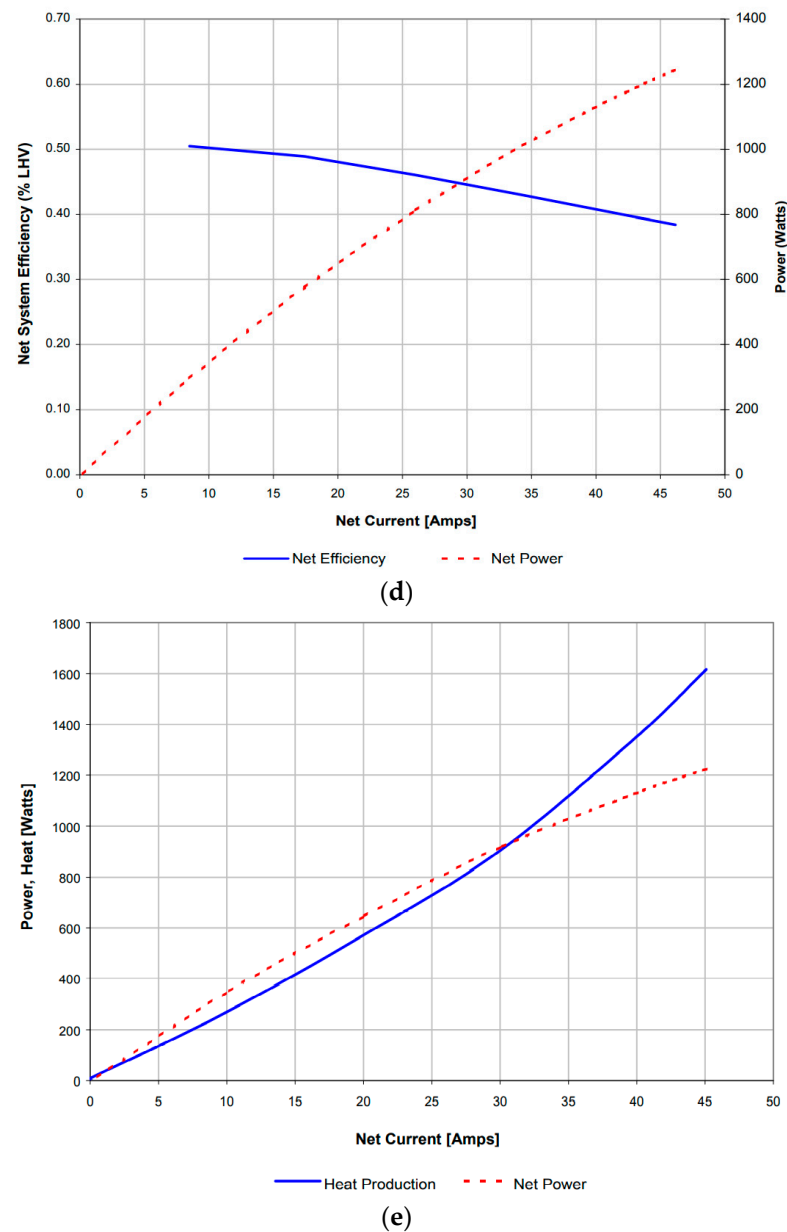 0.70 1400
0.60 1200
0.50 1000
0.40 800
0.30 600
0.20 400
0.10 200
0.00 0
Net System Efficiency (% LHV)
Power (Watts)
0 5 10 15 20 25 30 35 40 45 50
Net Current [Amps]
Net Efficiency Net Power
(d)
1800
1600
1400
1200
1000
800
600
400
200
0
Power, Heat [Watts]
0 5 10 15 20 25 30 35 40 45 50
Net Current [Amps]
Heat Production Net Power
(e)